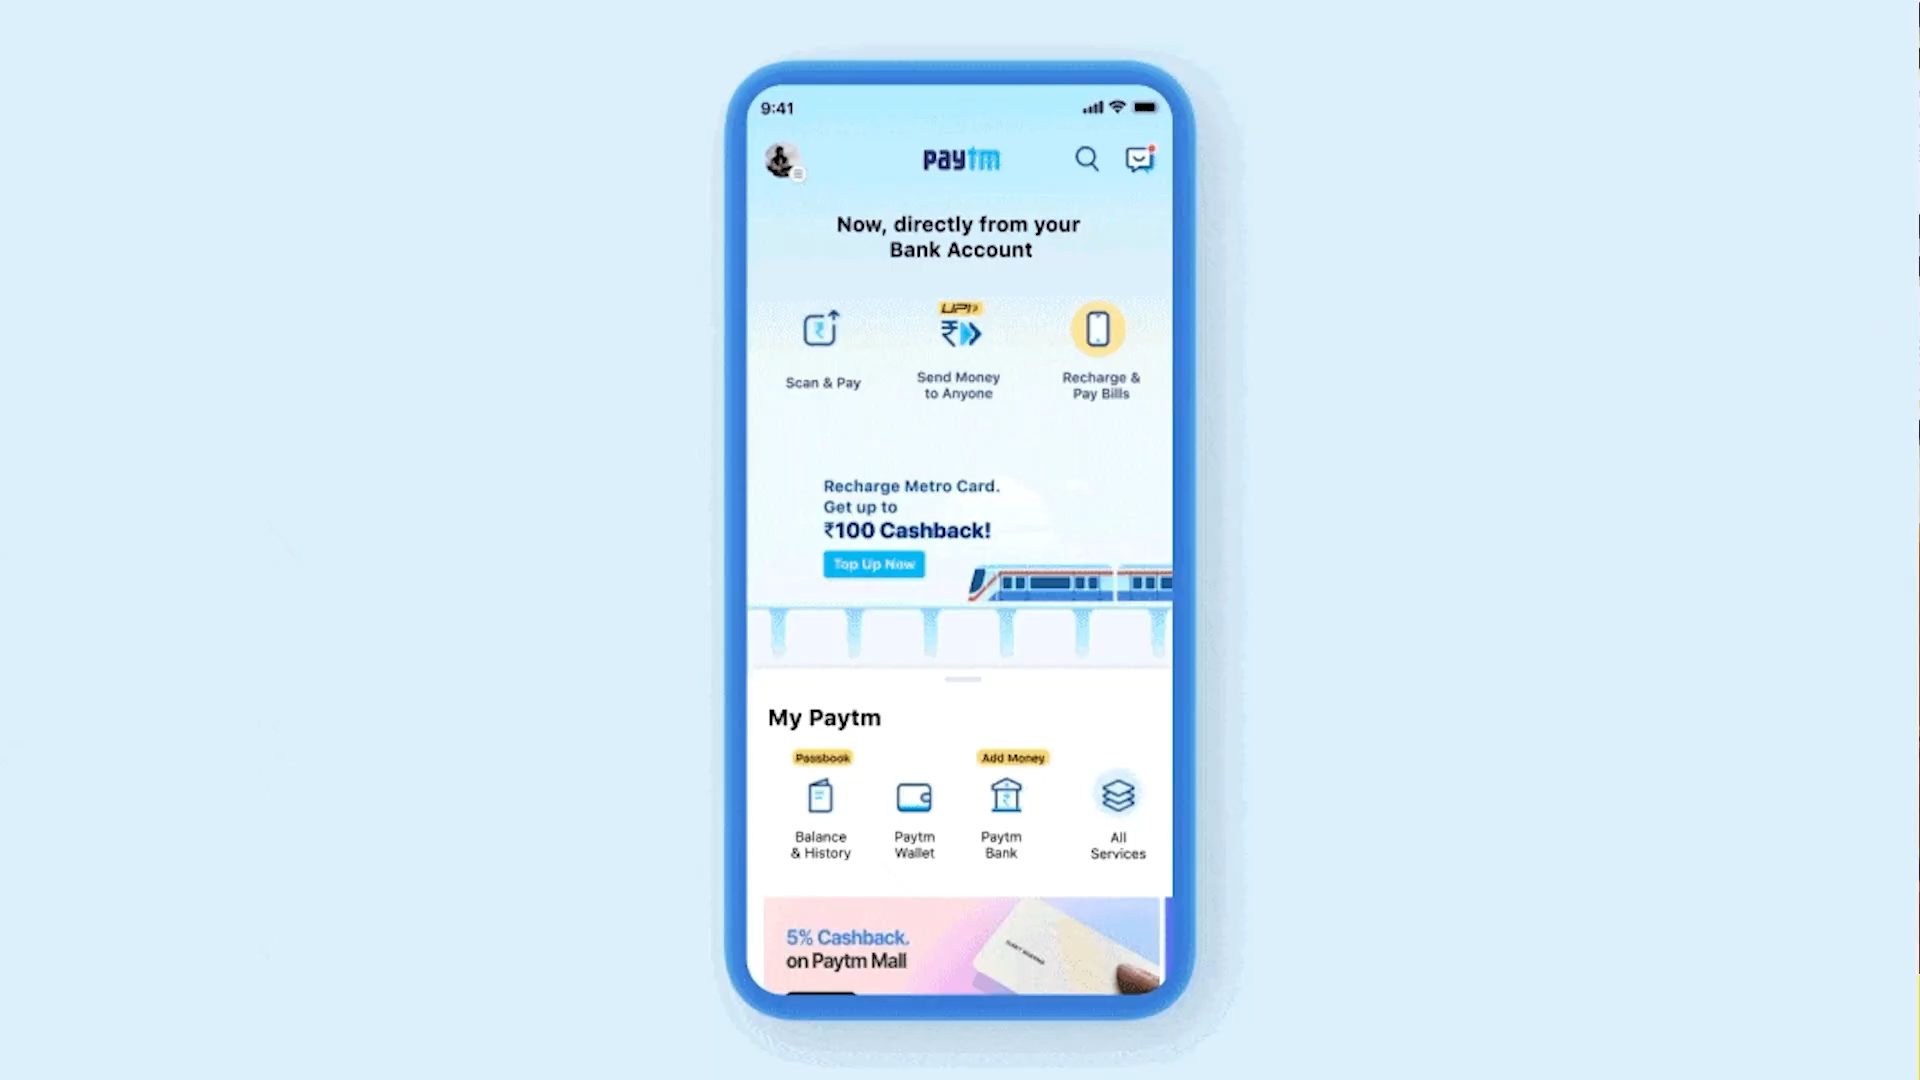 9:41
paytm
Now, directly from your
Bank Account
UPI
Scan & Pay
Send Money
to Anyone
Recharge &
Pay Bills
Recharge Metro Card.
Get up to
₹100 Cashback!
Top Up Now
My Paytm
Passbook
Add Money
Balance
& History
Paytm
Wallet
Paytm
Bank
All
Services
5% Cashback.
on Paytm Mall